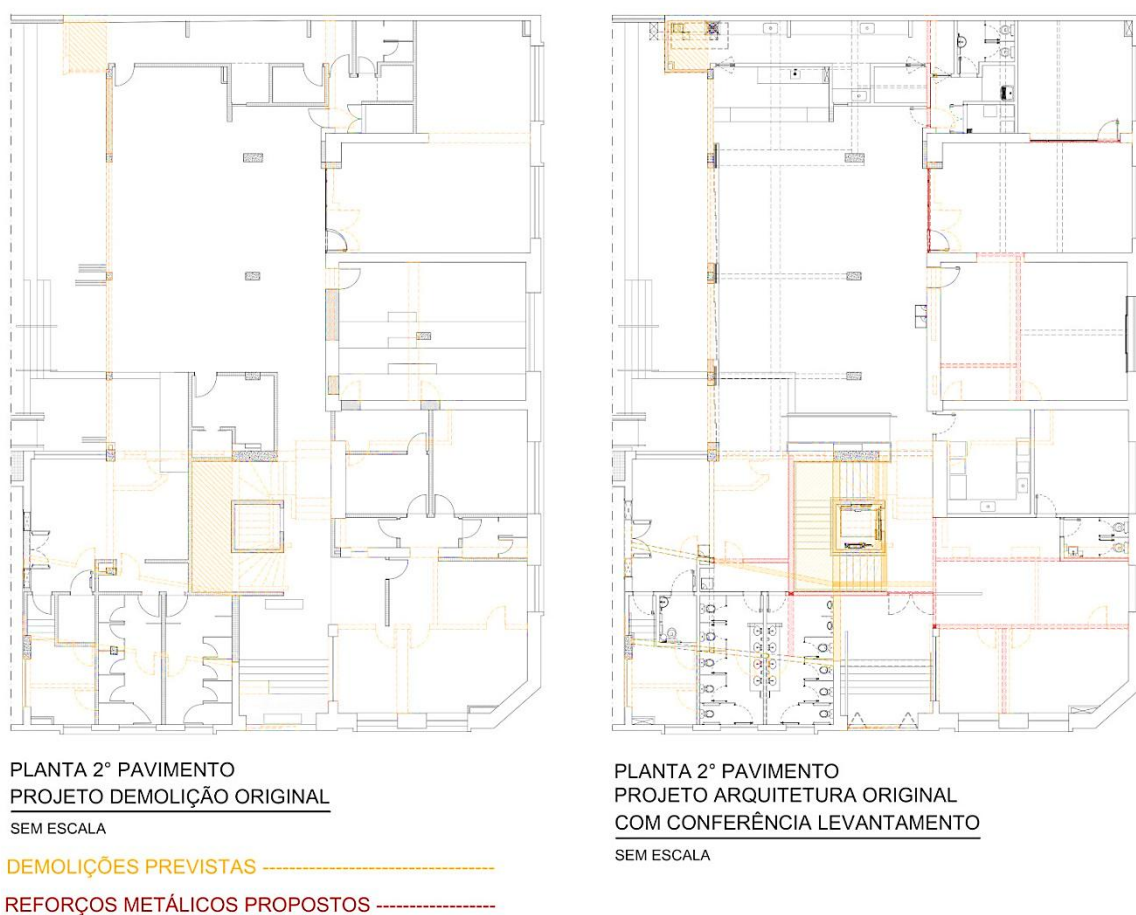 PLANTA 2° PAVIMENTO
PROJETO DEMOLIÇÃO ORIGINAL
SEM ESCALA
DEMOLIÇÕES PREVISTAS
REFORÇOS METÁLICOS PROPOSTOS
PLANTA 2° PAVIMENTO
PROJETO ARQUITETURA ORIGINAL
COM CONFERÊNCIA LEVANTAMENTO
SEM ESCALA